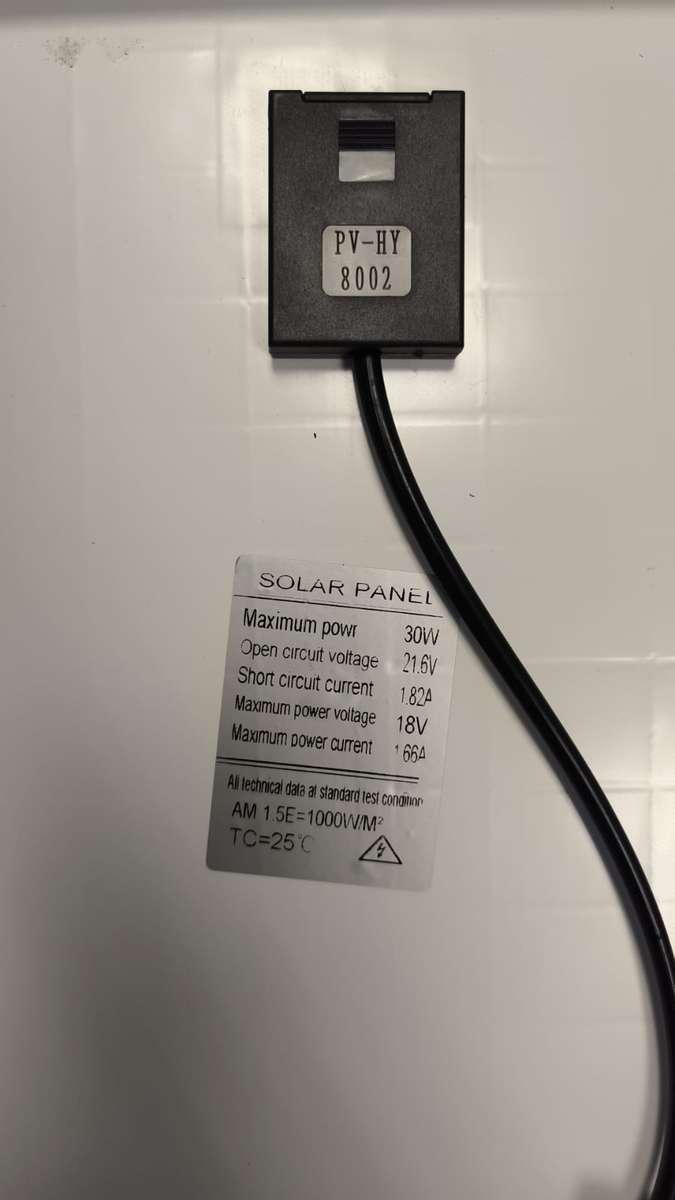 PV-HY
8002
SOLAR PANEL
Maximum powr 30W
Open circuit voltage 21.6V
Short circuit current 1.82A
Maximum power voltage 18V
Maximum power current 1.66A
All technical data at standard test condition
AM 1.5E=1000W/M²
TC=25℃